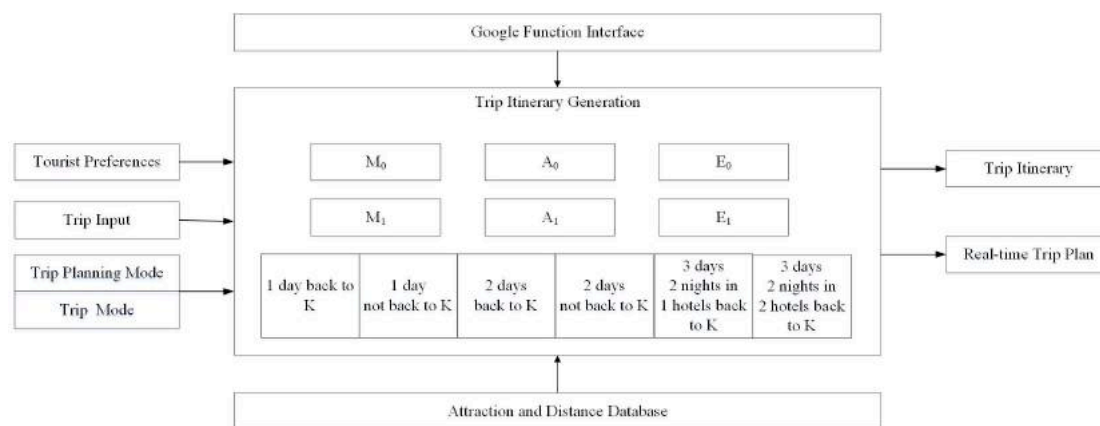 Google Function Interface
Trip Itinerary Generation
Tourist Preferences
Trip Input
Trip Planning Mode
Trip Mode
M₀
A₀
E₀
M₁
A₁
E₁
1 day back to
K
1 day
not back to K
2 days
back to K
2 days
not back to K
3 days
2 nights in
1 hotels back
to K
3 days
2 nights in
2 hotels back
to K
Trip Itinerary
Real-time Trip Plan
Attraction and Distance Database